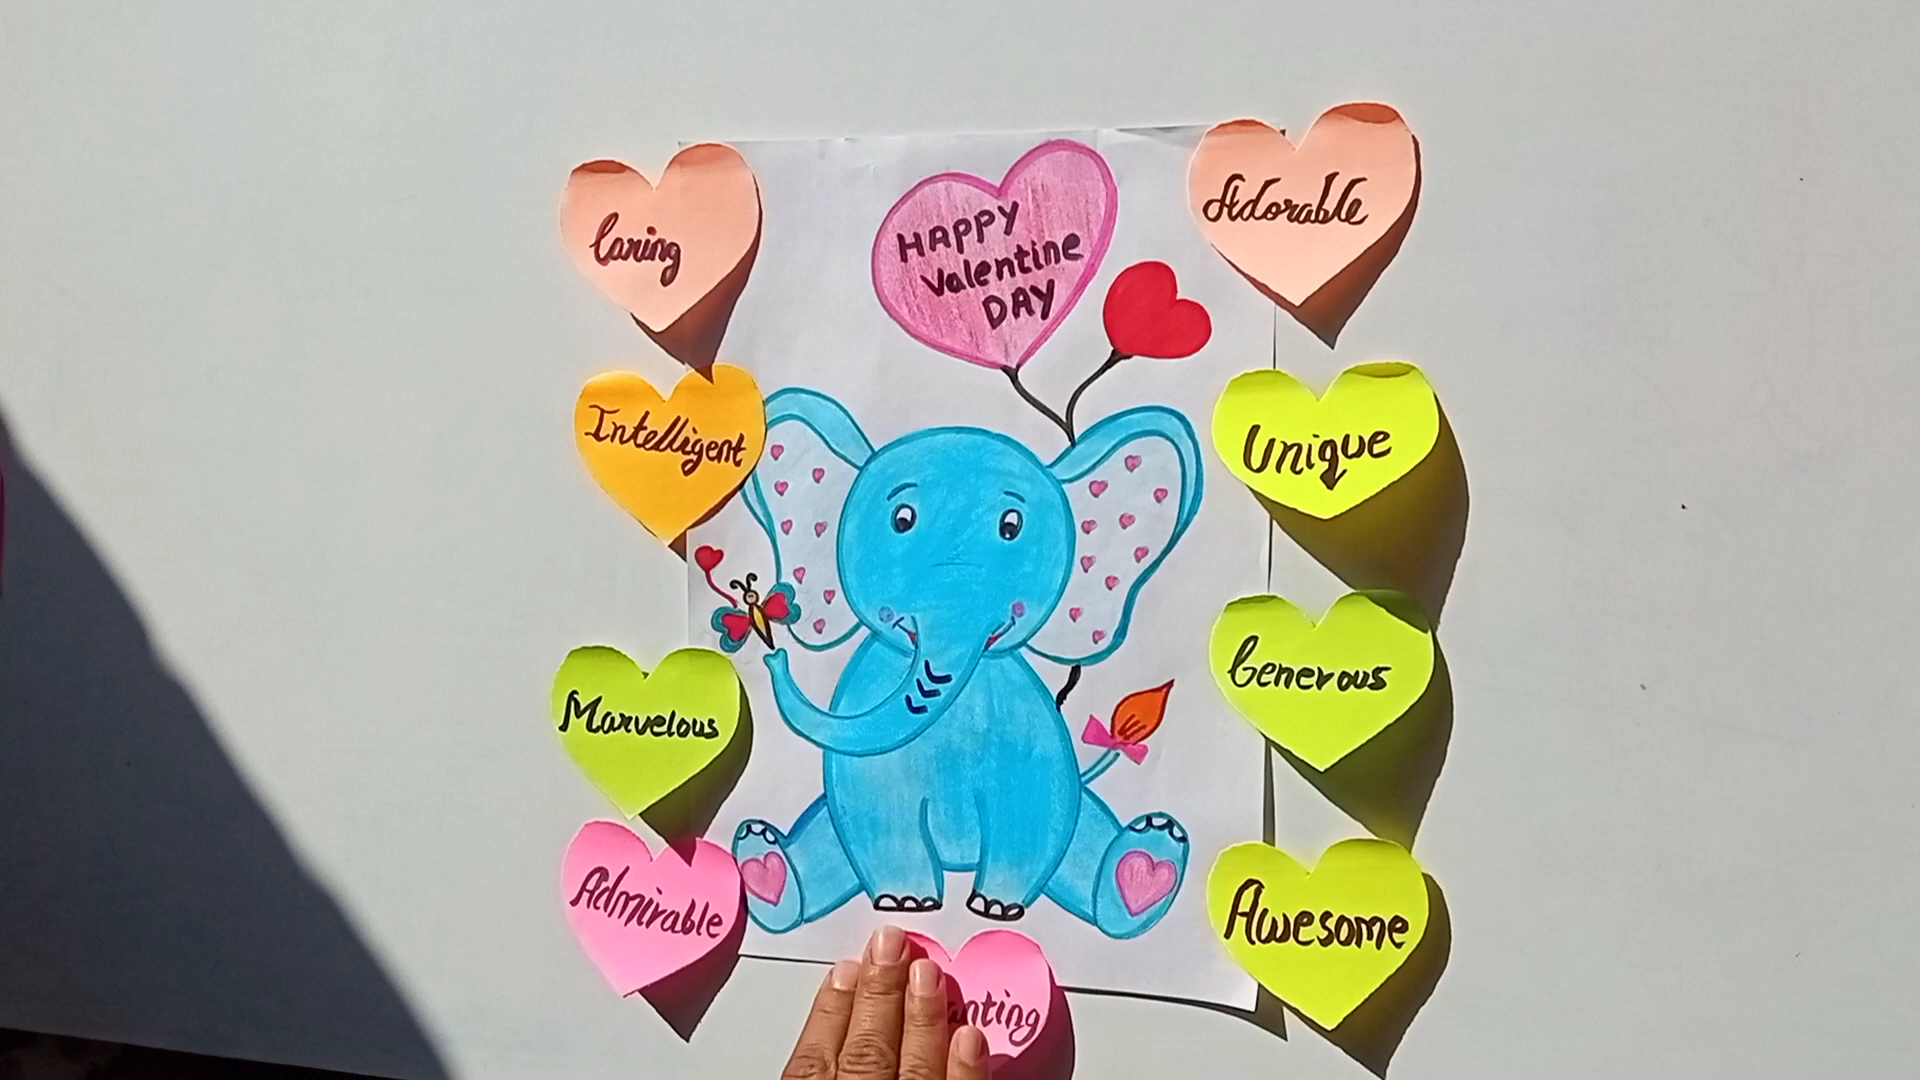 Caring
HAPPY
Valentine
DAY
Adorable
Intelligent
Unique
Marvelous
Generous
Admirable
Awesome